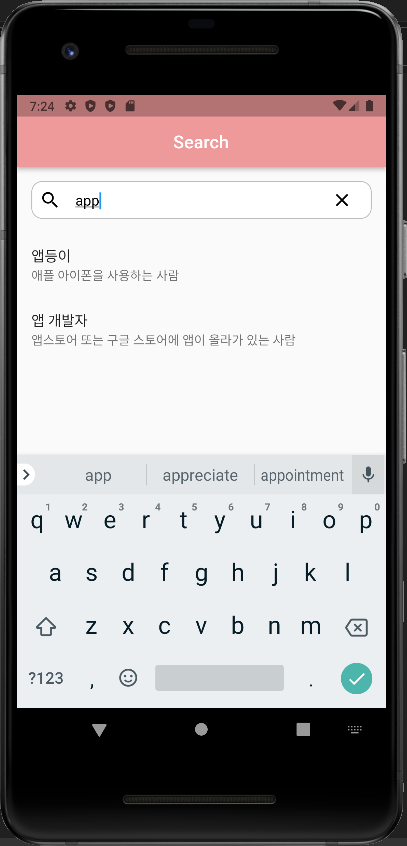 7:24
Search
app
앱등이
애플 아이폰을 사용하는 사람
앱 개발자
앱스토어 또는 구글 스토어에 앱이 올라가 있는 사람
app appreciate appointment
1 2 3 4 5 6 7 8 9 0
q w e r t y u i o p
a s d f g h j k l
z x c v b n m
?123 , .